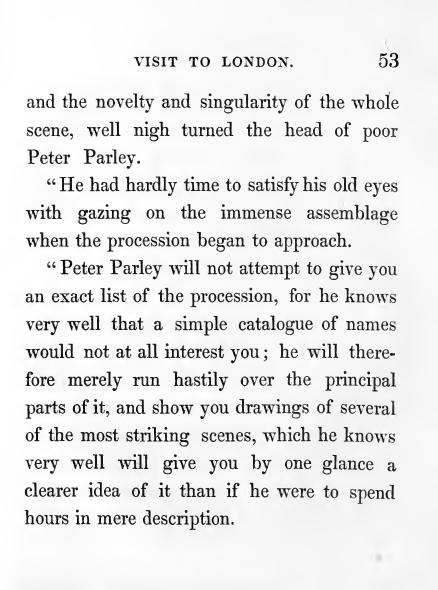 VISIT TO LONDON. 53
and the novelty and singularity of the whole
scene, well nigh turned the head of poor
Peter Parley.
“He had hardly time to satisfy his old eyes
with gazing on the immense assemblage
when the procession began to approach.
“Peter Parley will not attempt to give you
an exact list of the procession, for he knows
very well that a simple catalogue of names
would not at all interest you; he will there-
fore merely run hastily over the principal
parts of it, and show you drawings of several
of the most striking scenes, which he knows
very well will give you by one glance a
clearer idea of it than if he were to spend
hours in mere description.